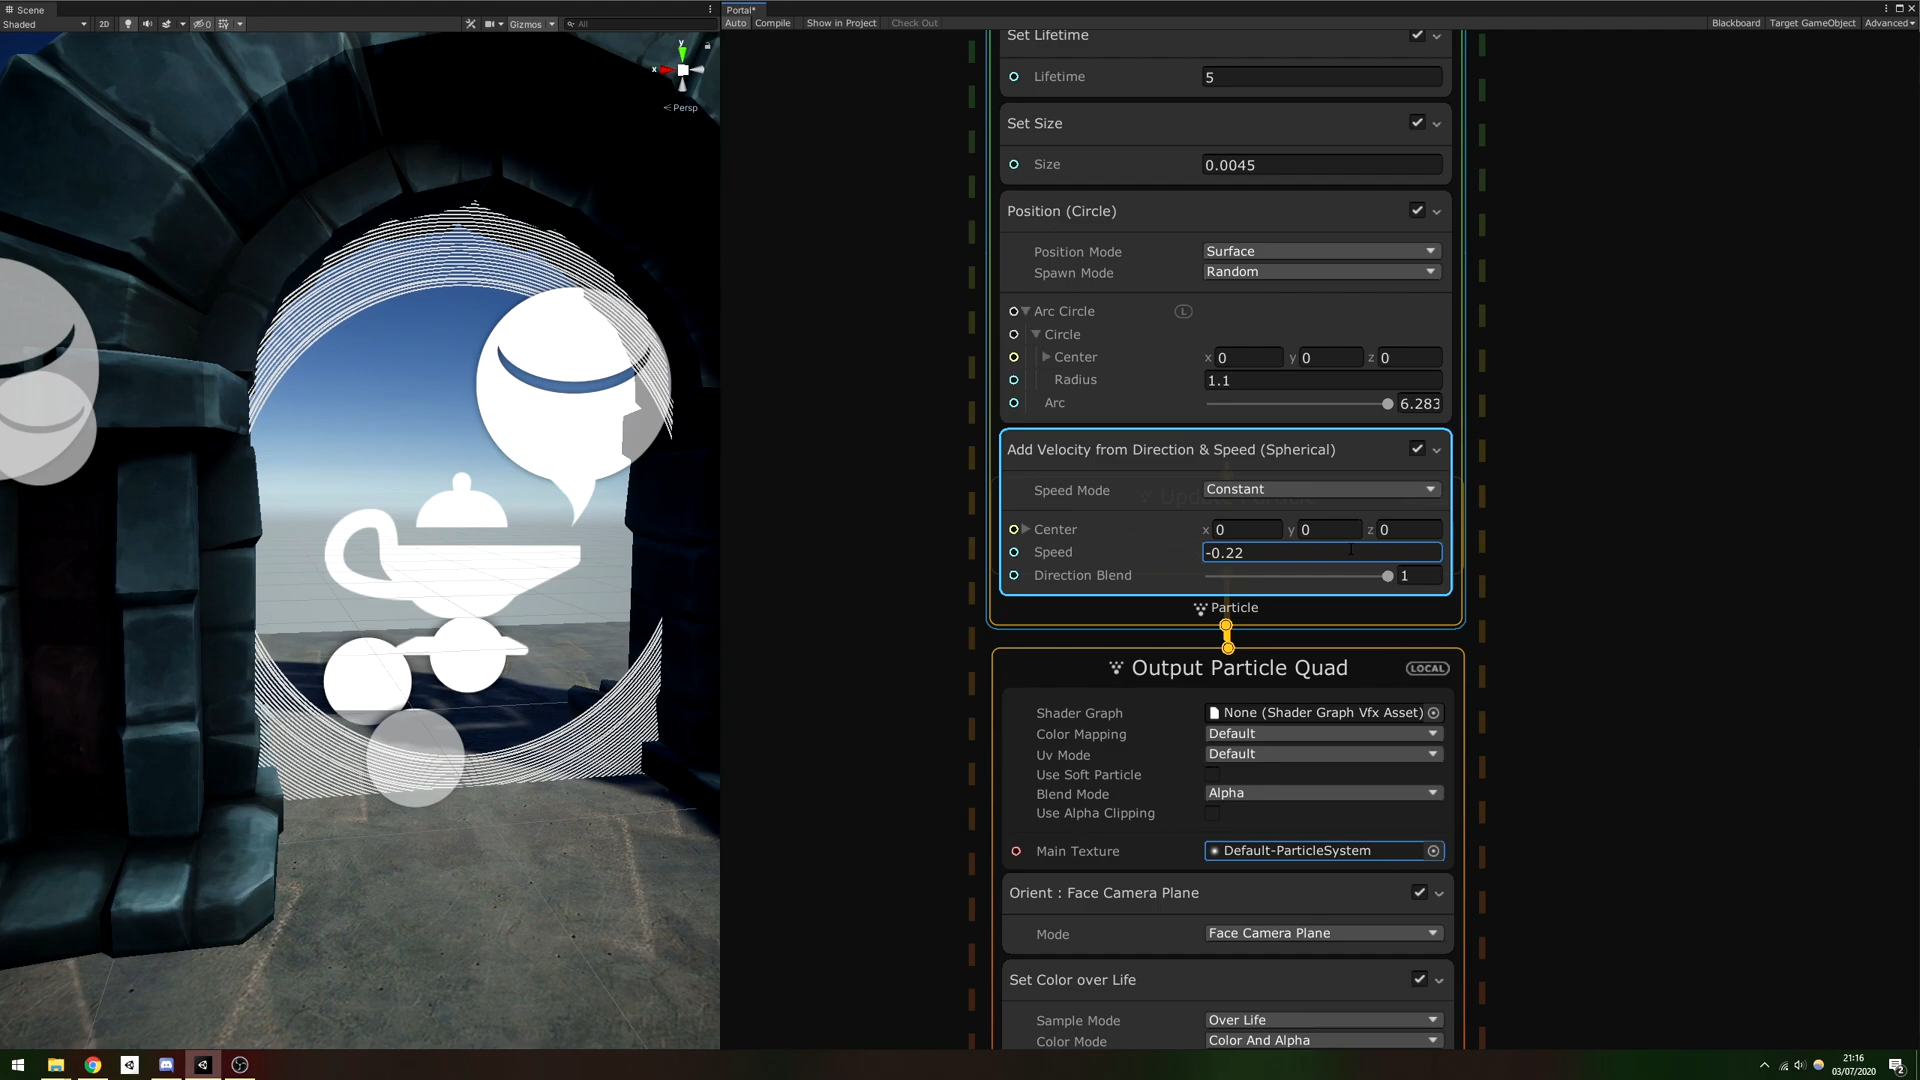 Scene
Shaded
2D
0
Gizmos
All
y
x
Persp
Portal*
Auto
Compile
Show in Project
Check Out
Blackboard
Target GameObject
Advanced
Set Lifetime
Lifetime
5
Set Size
Size
0.0045
Position (Circle)
Position Mode
Surface
Spawn Mode
Random
Arc Circle
L
Circle
Center
x 0 y 0 z 0
Radius
1.1
Arc
6.283
Add Velocity from Direction & Speed (Spherical)
Speed Mode
Constant
Center
x 0 y 0 z 0
Speed
-0.22
Direction Blend
1
Particle
Output Particle Quad
LOCAL
Shader Graph
None (Shader Graph Vfx Asset)
Color Mapping
Default
Uv Mode
Default
Use Soft Particle
Blend Mode
Alpha
Use Alpha Clipping
Main Texture
Default-ParticleSystem
Orient : Face Camera Plane
Mode
Face Camera Plane
Set Color over Life
Sample Mode
Over Life
Color Mode
Color And Alpha
21:16
03/07/2020
2